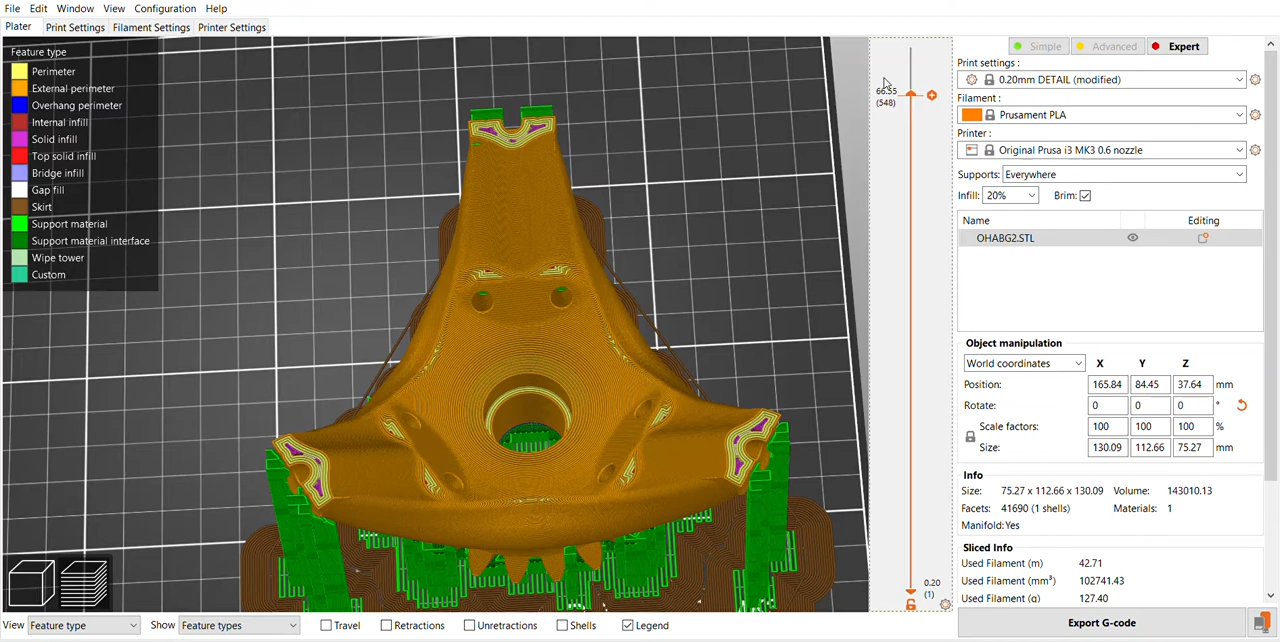 File Edit Window View Configuration Help
Plater Print Settings Filament Settings Printer Settings
Feature type
Perimeter
External perimeter
Overhang perimeter
Internal infill
Solid infill
Top solid infill
Bridge infill
Gap fill
Skirt
Support material
Support material interface
Wipe tower
Custom
66.55
(548)
0.20
(1)
Simple Advanced Expert
Print settings :
0.20mm DETAIL (modified)
Filament :
Prusament PLA
Printer :
Original Prusa i3 MK3 0.6 nozzle
Supports: Everywhere
Infill: 20% Brim:
Name Editing
OHABG2.STL
Object manipulation
World coordinates X Y Z
Position: 165.84 84.45 37.64 mm
Rotate: 0 0 0 °
Scale factors: 100 100 100 %
Size: 130.09 112.66 75.27 mm
Info
Size: 75.27 x 112.66 x 130.09 Volume: 143010.13
Facets: 41690 (1 shells) Materials: 1
Manifold:Yes
Sliced Info
Used Filament (m) 42.71
Used Filament (mm³) 102741.43
Used Filament (g) 127.40
Export G-code
View Feature type Show Feature types Travel Retractions Unretractions Shells Legend